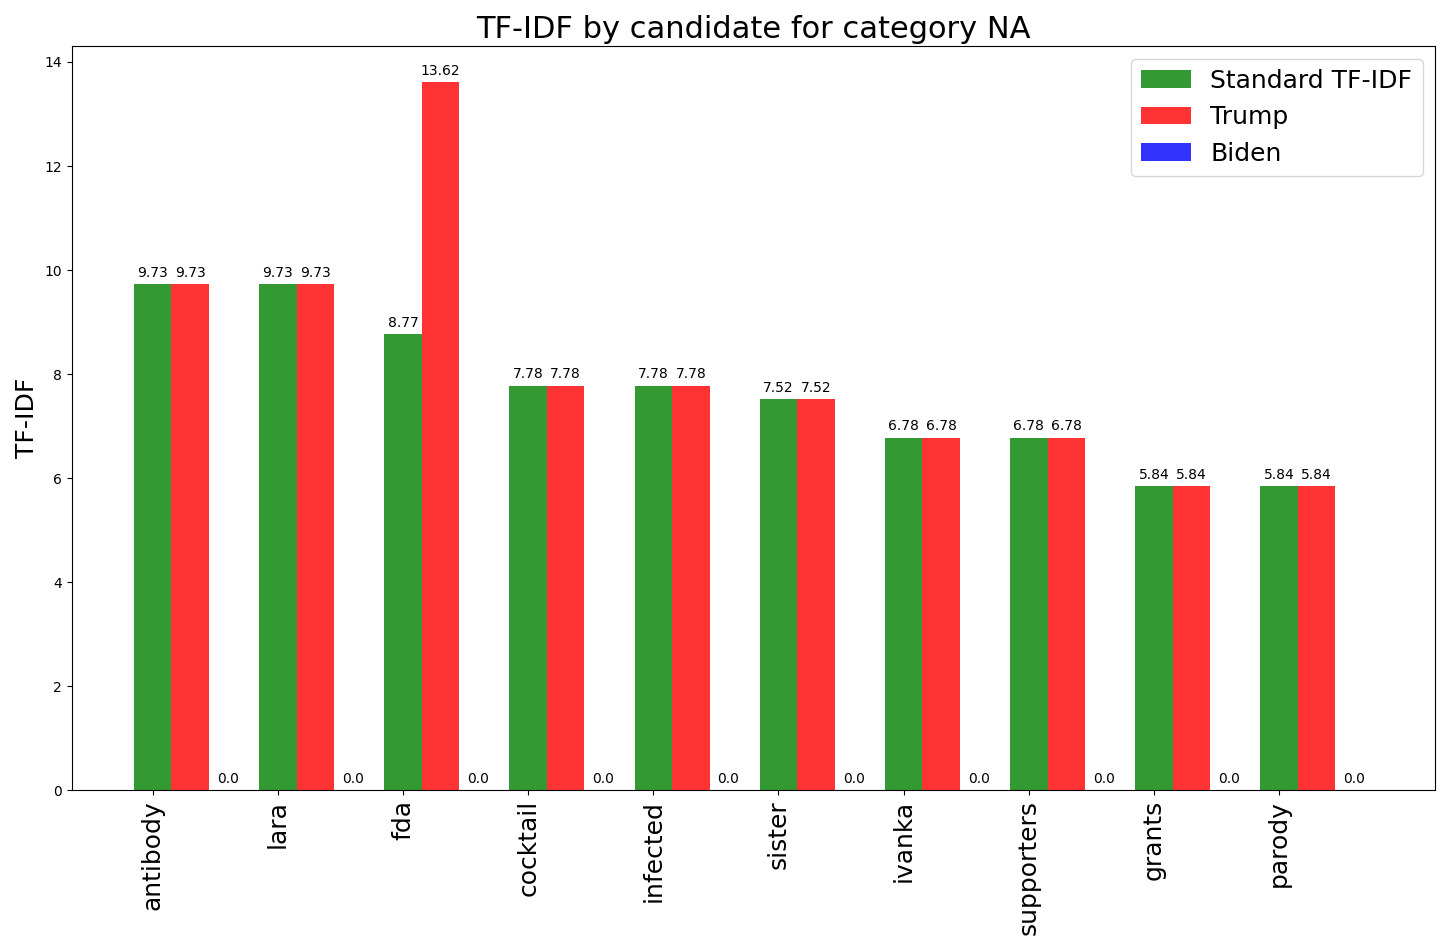 TF-IDF by candidate for category NA
Standard TF-IDF
Trump
Biden
TF-IDF
14
12
10
8
6
4
2
0
9.73 9.73 0.0
9.73 9.73 0.0
8.77 13.62 0.0
7.78 7.78 0.0
7.78 7.78 0.0
7.52 7.52 0.0
6.78 6.78 0.0
6.78 6.78 0.0
5.84 5.84 0.0
5.84 5.84 0.0
antibody
lara
fda
cocktail
infected
sister
ivanka
supporters
grants
parody